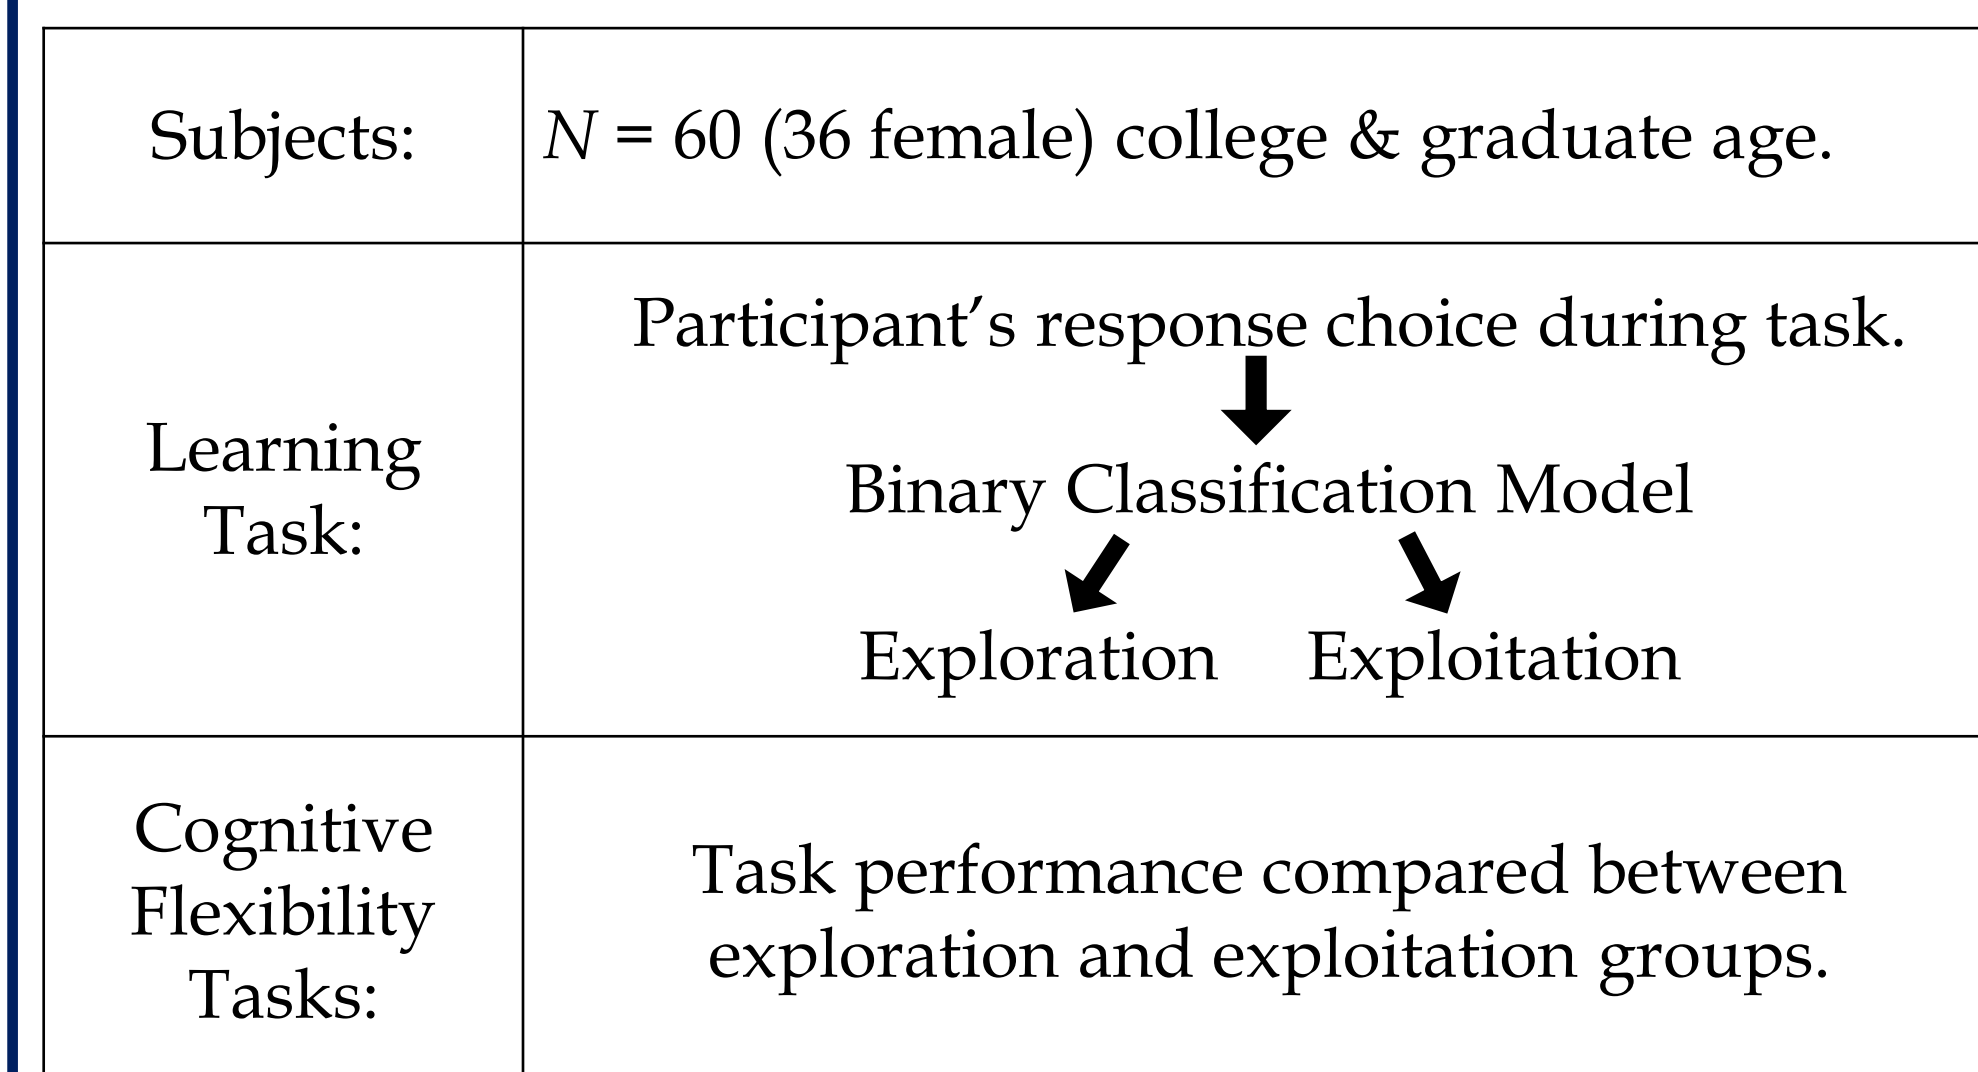 Subjects:
N = 60 (36 female) college & graduate age.
Learning
Task:
Participant’s response choice during task.
Binary Classification Model
Exploration Exploitation
Cognitive
Flexibility
Tasks:
Task performance compared between
exploration and exploitation groups.